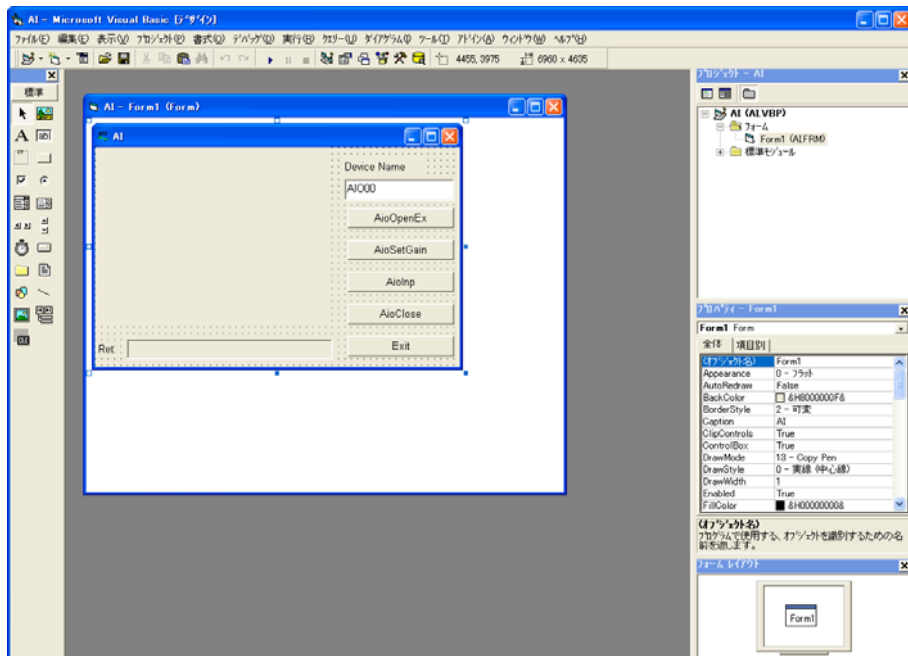 AI - Microsoft Visual Basic [デザイン]
ファイル(F) 編集(E) 表示(V) プロジェクト(P) 書式(O) デバッグ(D) 実行(R) クエリー(U) ダイアグラム(I) ツール(T) アドイン(A) ウィンドウ(W) ヘルプ(H)
4455, 3975
6960 x 4635
標準
AI - Form1 (Form)
AI
Device Name
AIO00
AioOpenEx
AioSetGain
AioInp
AioClose
Ret :
Exit
プロジェクト - AI
AI (AI.VBP)
フォーム
Form1 (AI.FRM)
標準モジュール
プロパティ - Form1
Form1 Form
全体 項目別
(オブジェクト名) Form1
Appearance 0 - フラット
AutoRedraw False
BackColor &H8000000F&
BorderStyle 2 - 可変
Caption AI
ClipControls True
ControlBox True
DrawMode 13 - Copy Pen
DrawStyle 0 - 実線 (中心線)
DrawWidth 1
Enabled True
FillColor &H00000000&
(オブジェクト名)
プログラムで使用する、オブジェクトを識別するための名前を返します。
フォーム レイアウト
Form1